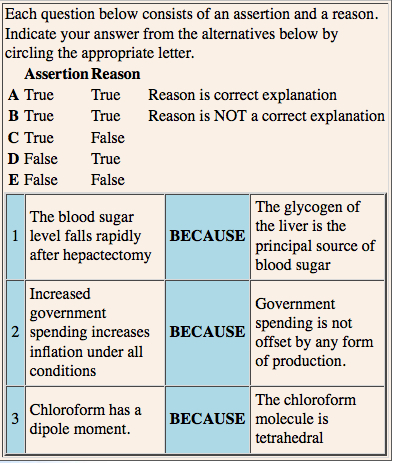 Each question below consists of an assertion and a reason.
Indicate your answer from the alternatives below by
circling the appropriate letter.
Assertion Reason
A True True Reason is correct explanation
B True True Reason is NOT a correct explanation
C True False
D False True
E False False
1
The blood sugar
level falls rapidly
after hepactectomy
BECAUSE
The glycogen of
the liver is the
principal source of
blood sugar
2
Increased
government
spending increases
inflation under all
conditions
BECAUSE
Government
spending is not
offset by any form
of production.
3
Chloroform has a
dipole moment.
BECAUSE
The chloroform
molecule is
tetrahedral